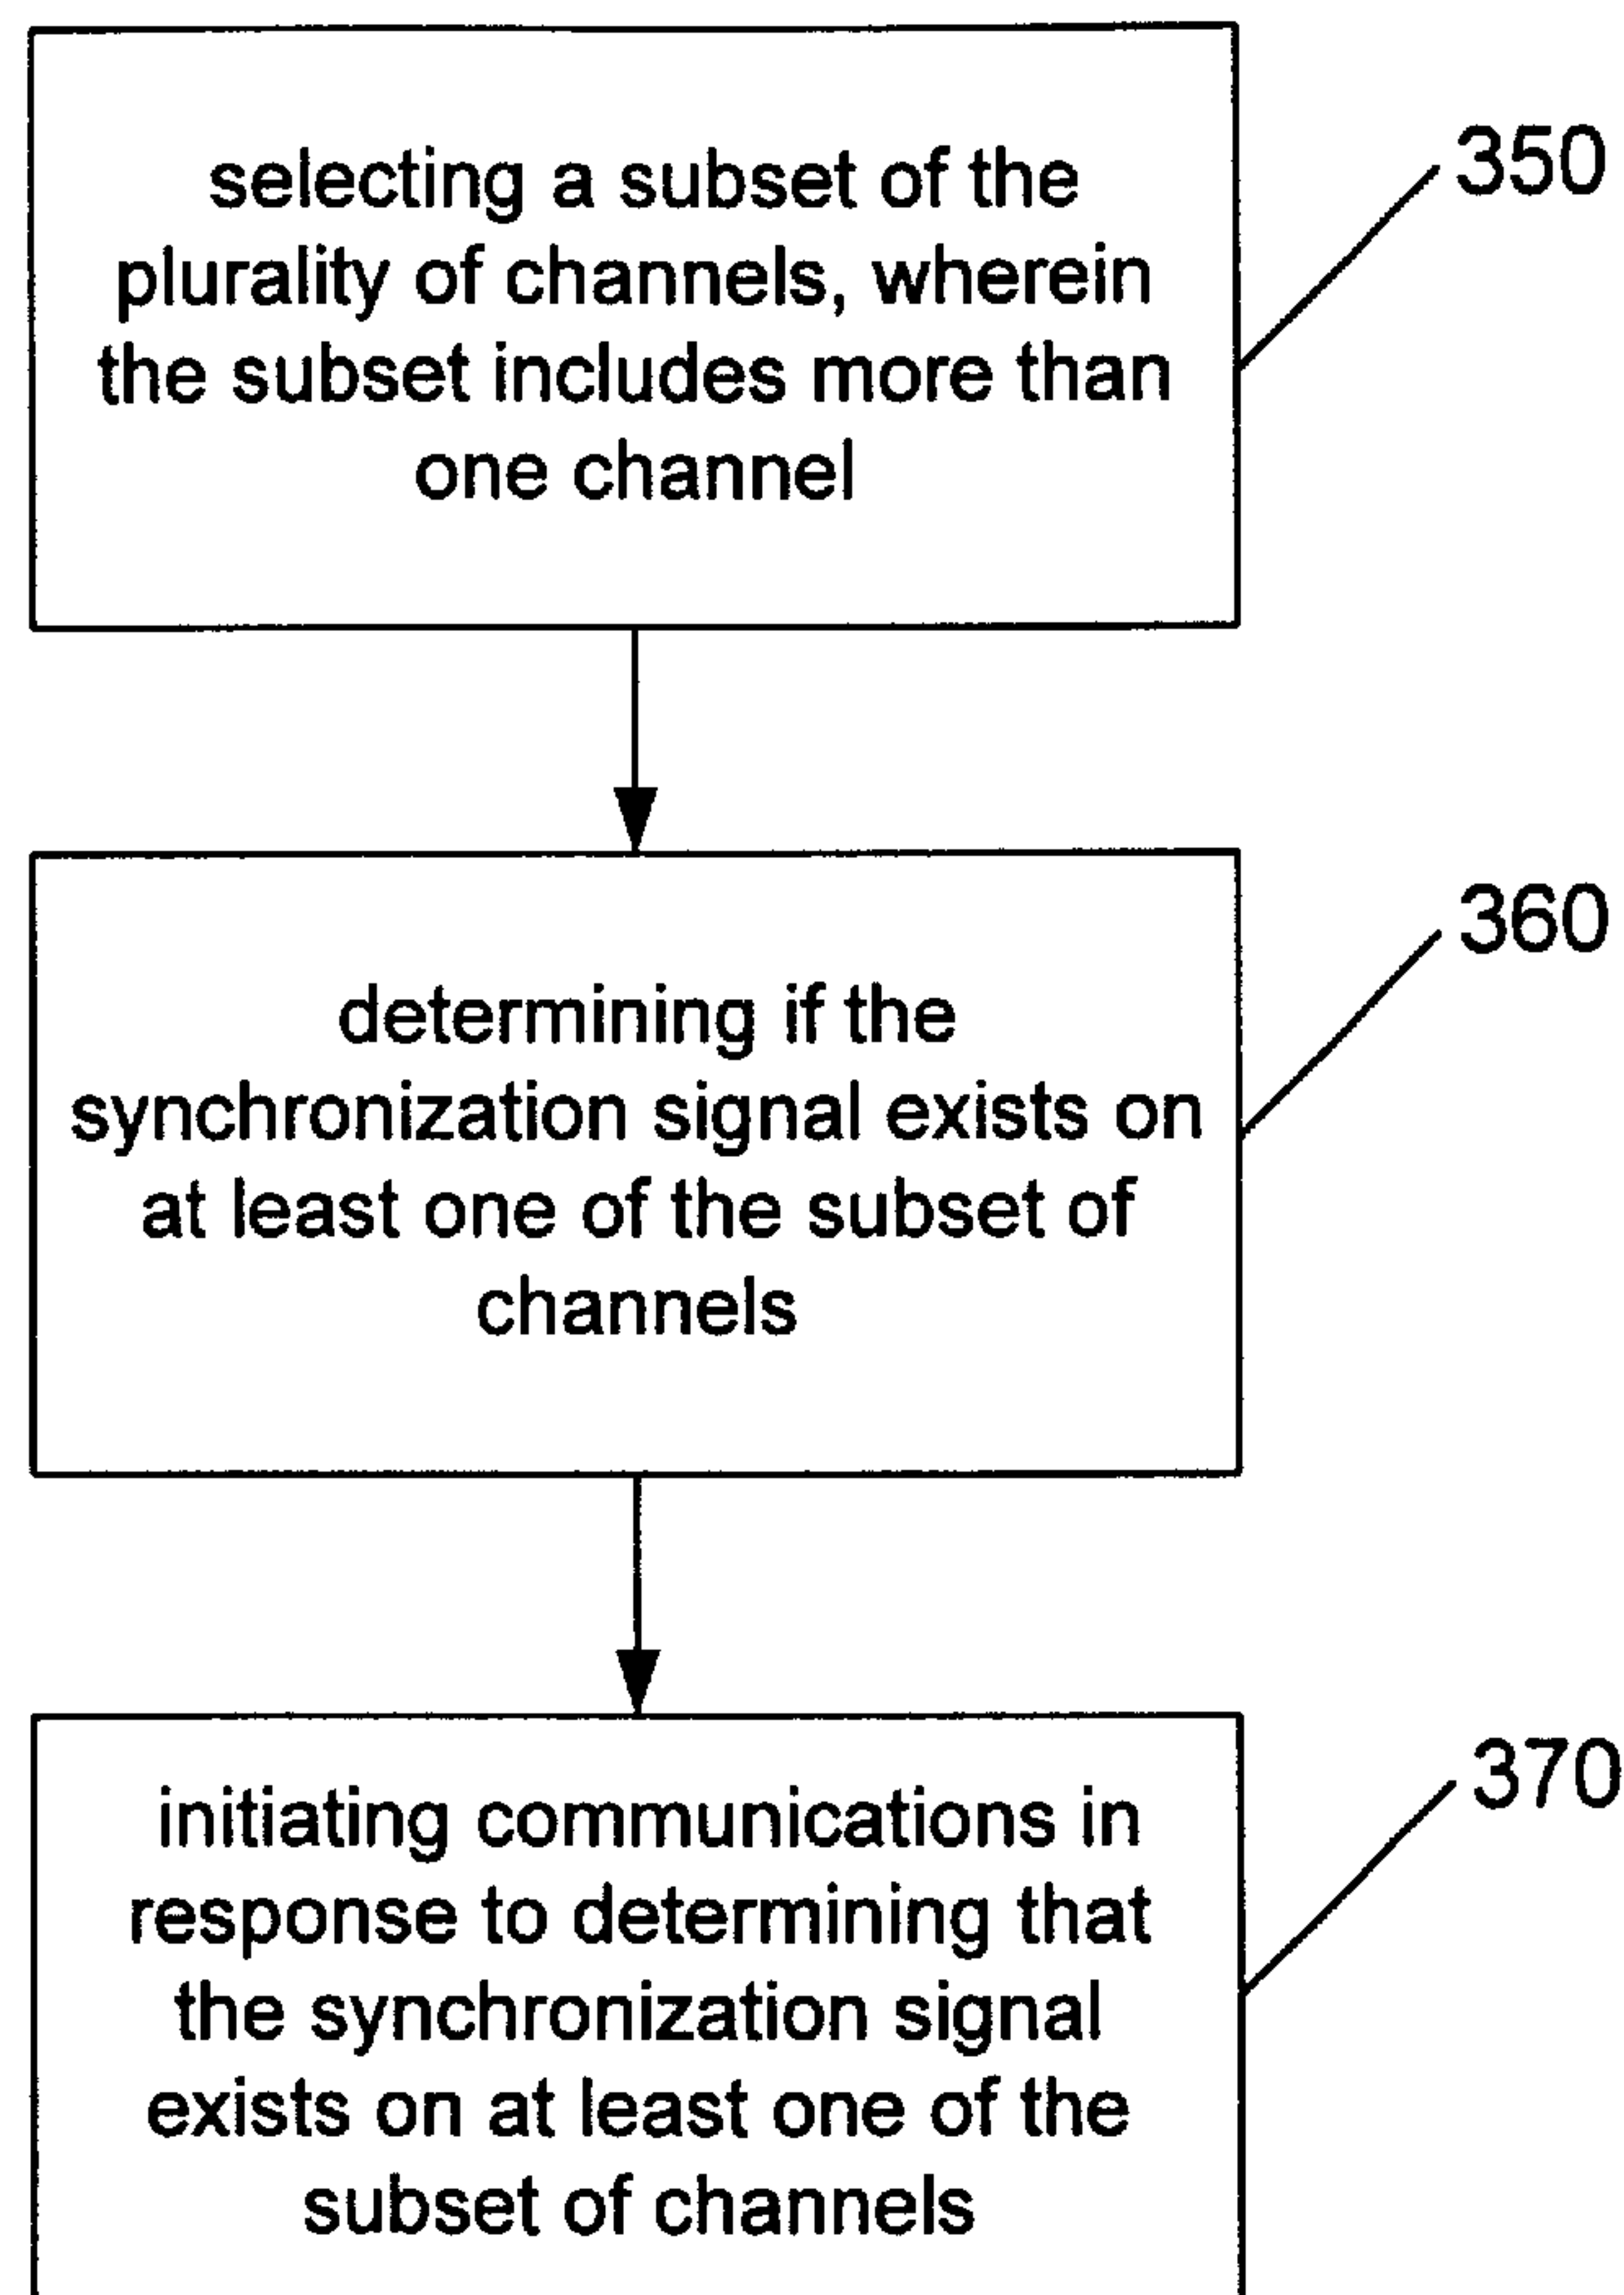 selecting a subset of the
plurality of channels, wherein
the subset includes more than
one channel
350
determining if the
synchronization signal exists on
at least one of the subset of
channels
360
initiating communications in
response to determining that
the synchronization signal
exists on at least one of the
subset of channels
370